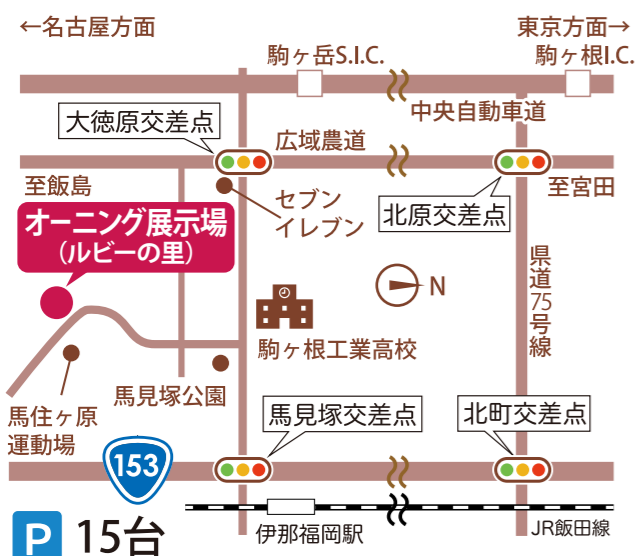 ←名古屋方面
東京方面→
駒ヶ岳S.I.C.
駒ヶ根I.C.
中央自動車道
大徳原交差点
広域農道
至飯島
セブン
イレブン
北原交差点
至宮田
オーニング展示場
(ルビーの里)
N
県道75号線
駒ヶ根工業高校
馬住ヶ原
運動場
馬見塚公園
馬見塚交差点
北町交差点
153
P 15台
伊那福岡駅
JR飯田線